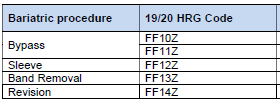 Bariatric procedure 19/20 HRG Code
Bypass FF10Z
FF11Z
Sleeve FF12Z
Band Removal FF13Z
Revision FF14Z